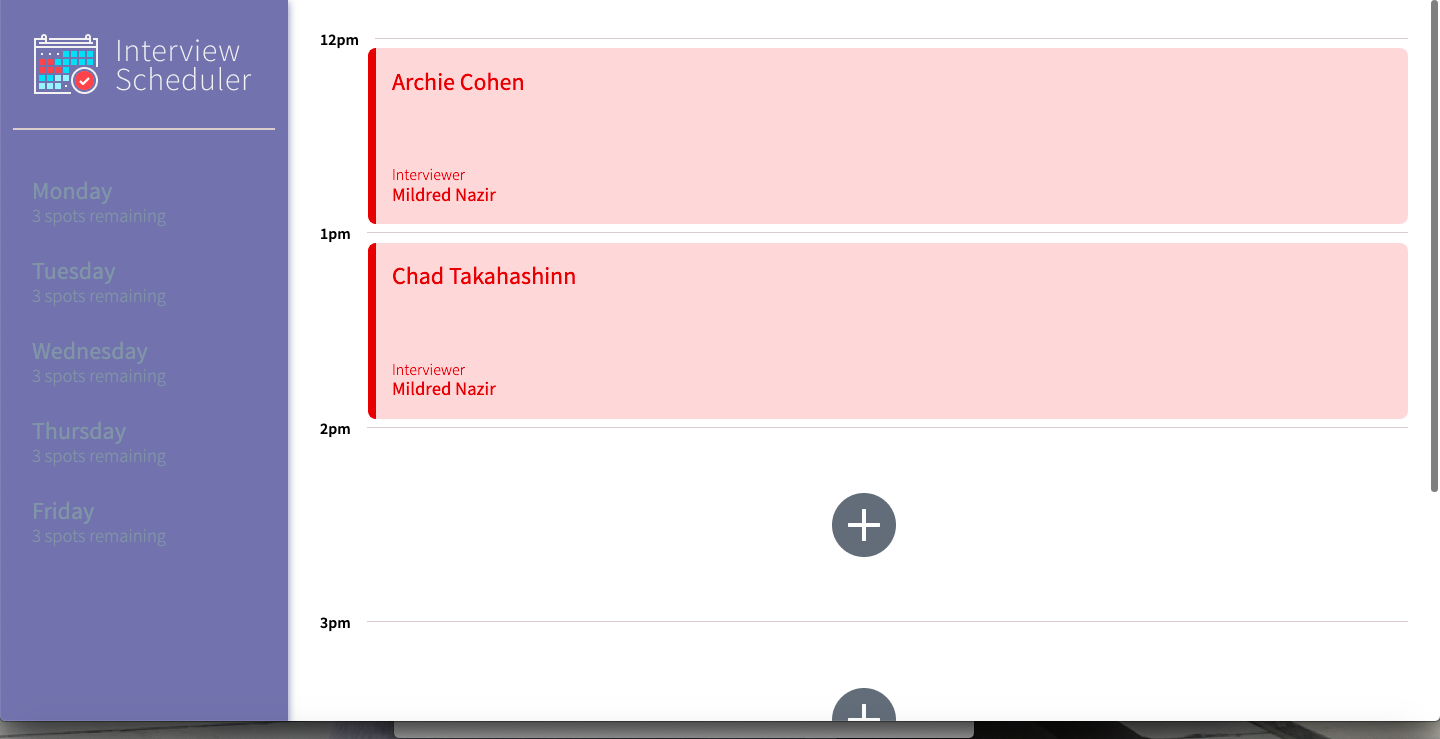 Interview
Scheduler
Monday
3 spots remaining
Tuesday
3 spots remaining
Wednesday
3 spots remaining
Thursday
3 spots remaining
Friday
3 spots remaining
12pm
Archie Cohen
Interviewer
Mildred Nazir
1pm
Chad Takahashinn
Interviewer
Mildred Nazir
2pm
3pm